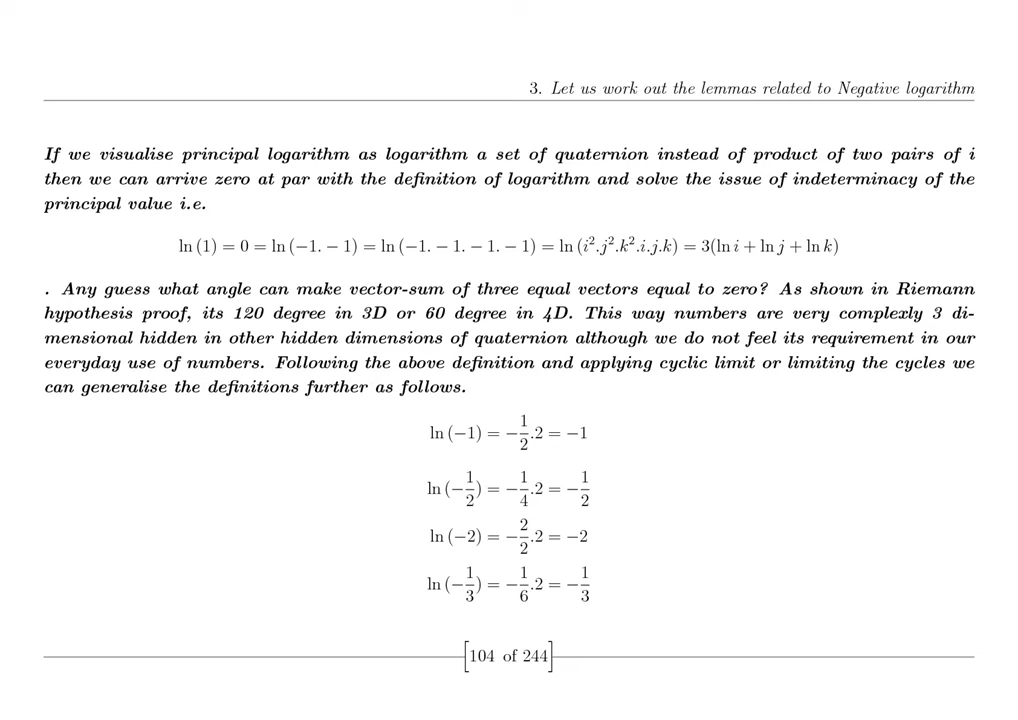 3. Let us work out the lemmas related to Negative logarithm
If we visualise principal logarithm as logarithm a set of quaternion instead of product of two pairs of i
then we can arrive zero at par with the definition of logarithm and solve the issue of indeterminacy of the
principal value i.e.
ln (1) = 0 = ln (−1. − 1) = ln (−1. − 1. − 1. − 1) = ln (i².j².k².i.j.k) = 3(ln i + ln j + ln k)
. Any guess what angle can make vector-sum of three equal vectors equal to zero? As shown in Riemann
hypothesis proof, its 120 degree in 3D or 60 degree in 4D. This way numbers are very complexly 3 di-
mensional hidden in other hidden dimensions of quaternion although we do not feel its requirement in our
everyday use of numbers. Following the above definition and applying cyclic limit or limiting the cycles we
can generalise the definitions further as follows.
ln (−1) = −1/2.2 = −1
ln (−1/2) = −1/4.2 = −1/2
ln (−2) = −2/2.2 = −2
ln (−1/3) = −1/6.2 = −1/3
[104 of 244]